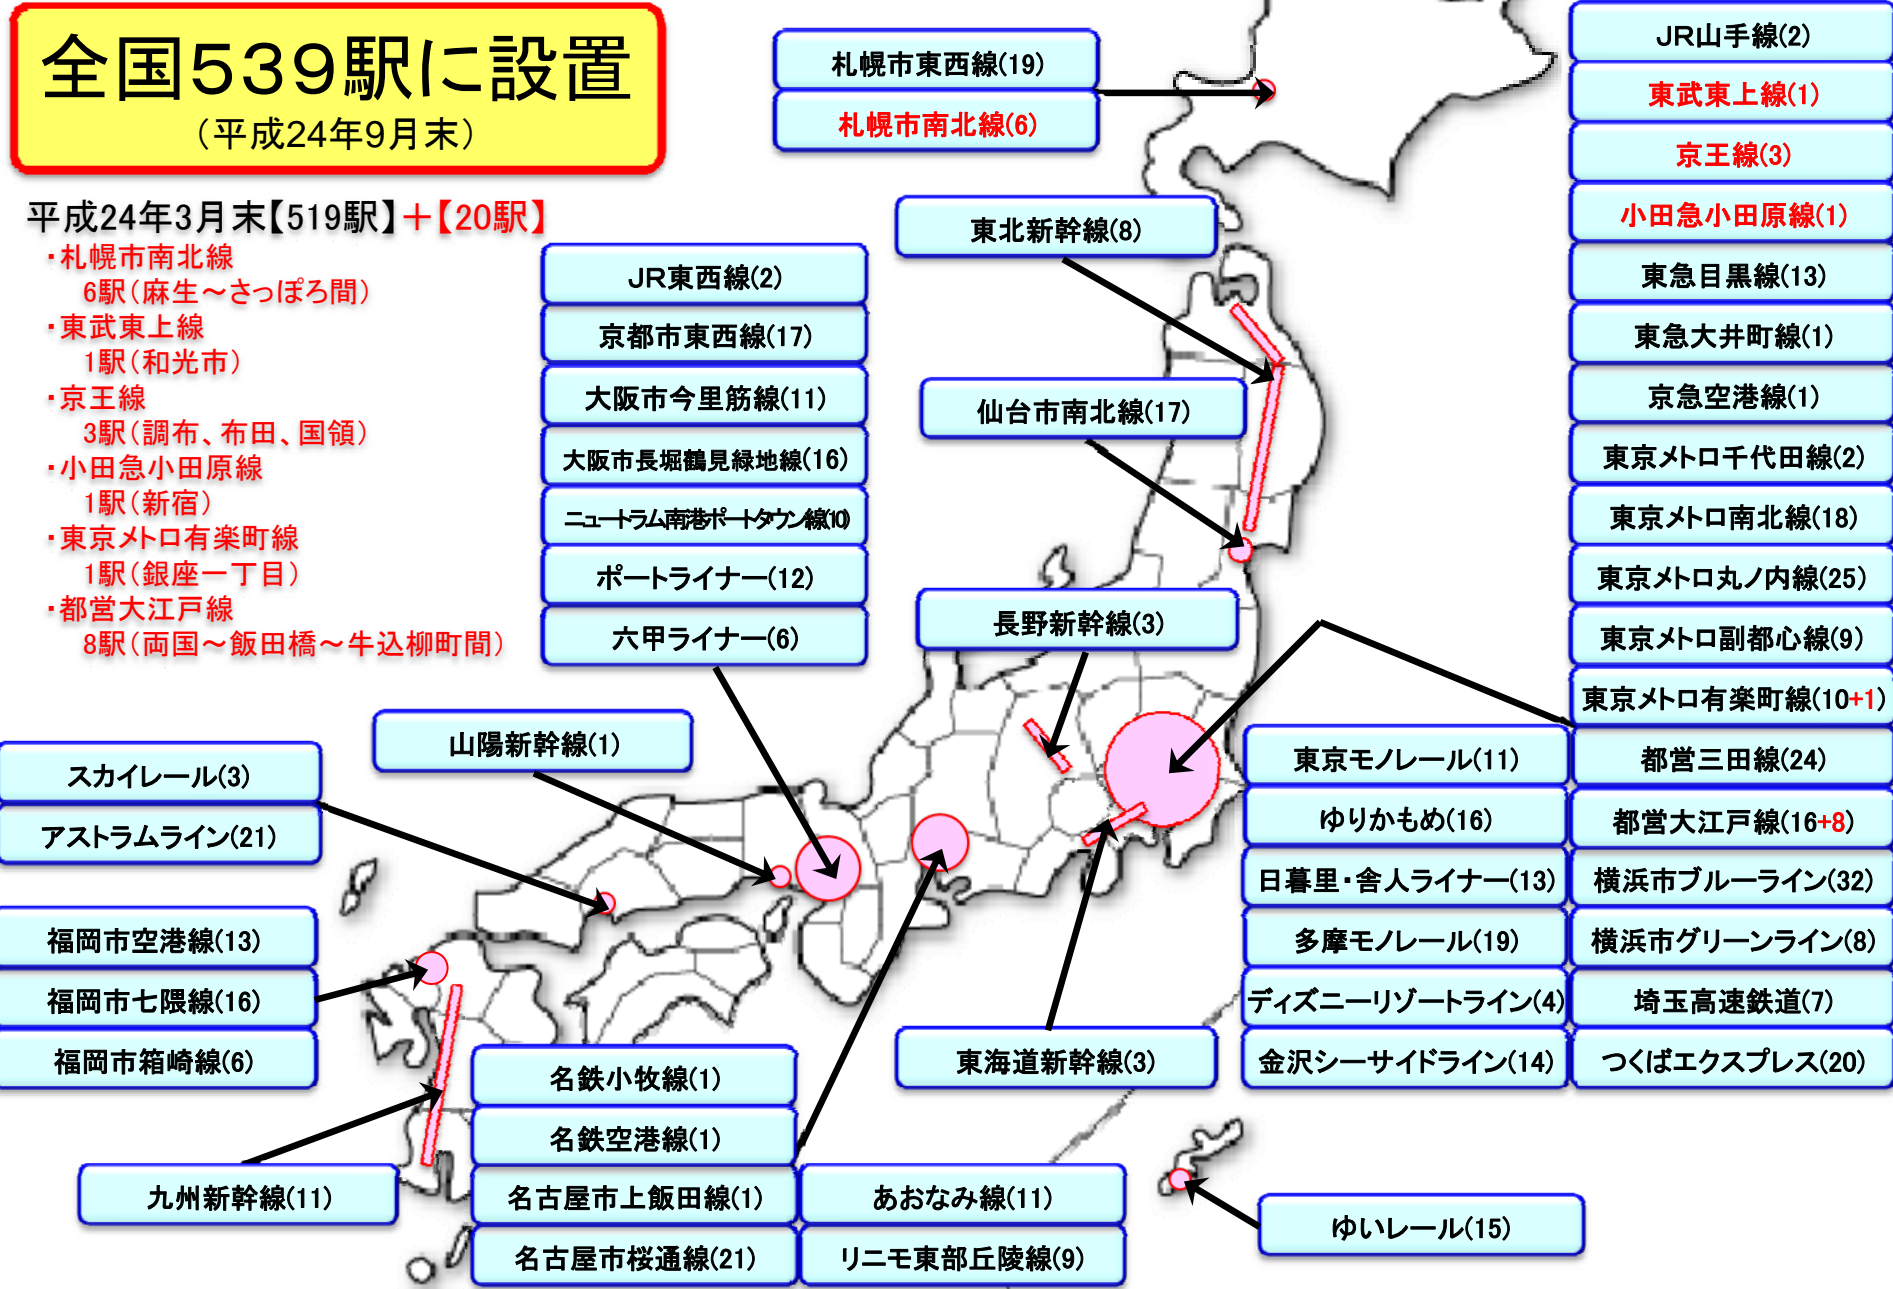 全国539駅に設置
（平成24年9月末）
平成24年3月末【519駅】＋【20駅】
・札幌市南北線
6駅（麻生～さっぽろ間）
・東武東上線
1駅（和光市）
・京王線
3駅（調布、布田、国領）
・小田急小田原線
1駅（新宿）
・東京メトロ有楽町線
1駅（銀座一丁目）
・都営大江戸線
8駅（両国～飯田橋～牛込柳町間）
札幌市東西線(19)
札幌市南北線(6)
東北新幹線(8)
仙台市南北線(17)
長野新幹線(3)
JR東西線(2)
京都市東西線(17)
大阪市今里筋線(11)
大阪市長堀鶴見緑地線(16)
ニュートラム南港ポートタウン線(10)
ポートライナー(12)
六甲ライナー(6)
山陽新幹線(1)
スカイレール(3)
アストラムライン(21)
福岡市空港線(13)
福岡市七隈線(16)
福岡市箱崎線(6)
九州新幹線(11)
名鉄小牧線(1)
名鉄空港線(1)
名古屋市上飯田線(1)
名古屋市桜通線(21)
あおなみ線(11)
リニモ東部丘陵線(9)
東海道新幹線(3)
ゆいレール(15)
JR山手線(2)
東武東上線(1)
京王線(3)
小田急小田原線(1)
東急目黒線(13)
東急大井町線(1)
京急空港線(1)
東京メトロ千代田線(2)
東京メトロ南北線(18)
東京メトロ丸ノ内線(25)
東京メトロ副都心線(9)
東京メトロ有楽町線(10+1)
都営三田線(24)
都営大江戸線(16+8)
横浜市ブルーライン(32)
横浜市グリーンライン(8)
埼玉高速鉄道(7)
つくばエクスプレス(20)
東京モノレール(11)
ゆりかもめ(16)
日暮里・舎人ライナー(13)
多摩モノレール(19)
ディズニーリゾートライン(4)
金沢シーサイドライン(14)